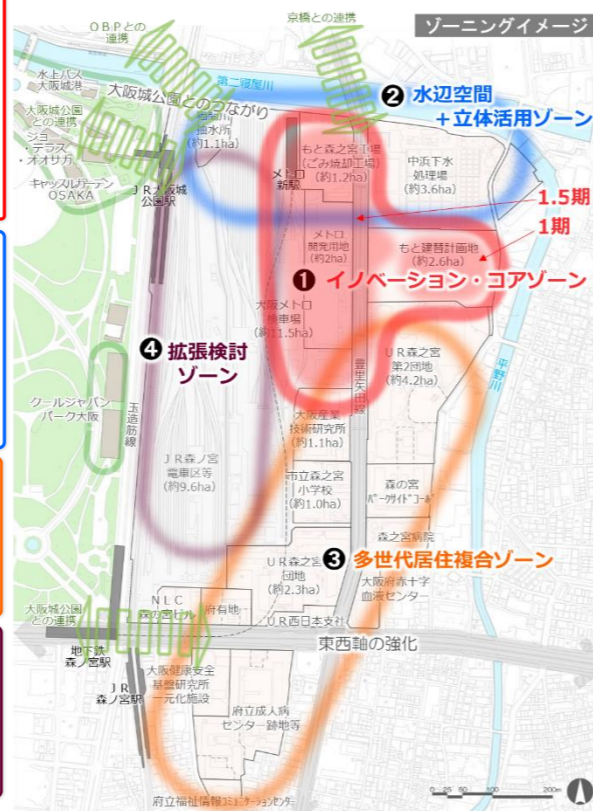 ゾーニングイメージ
OBPとの
連携
京橋との連携
水上バス
大阪城港
第二寝屋川
大阪城公園とのつながり
❷ 水辺空間
＋立体活用ゾーン
大阪城公園
との連携
抽水所
(約1.1ha)
もと森之宮工場
(ごみ焼却工場)
(約1.2ha)
中浜下水
処理場
(約3.6ha)
ジョー
・テラス
・オオサカ
キャッスルガーデン
OSAKA
JR大阪城
公園駅
メトロ
新駅
1.5期
1期
メトロ
開発用地
(約2ha)
もと建替計画地
(約2.6ha)
❶ イノベーション・コアゾーン
大阪メトロ
検車場
(約11.5ha)
❹ 拡張検討
ゾーン
豊里矢田線
UR森之宮
第2団地
(約4.2ha)
平野川
クールジャパン
パーク大阪
玉造筋線
大阪産業
技術研究所
(約1.1ha)
JR森ノ宮
電車区等
(約9.6ha)
市立森之宮
小学校
(約1.0ha)
森の宮
パークサイドコーポ
森之宮病院
UR森之宮
団地
(約2.3ha)
❸ 多世代居住複合ゾーン
大阪府赤十字
血液センター
NLC
森の宮ビル
府有地
UR西日本支社
大阪城公園
との連携
東西軸の強化
地下鉄
森ノ宮駅
JR
森ノ宮駅
大阪健康安全
基盤研究所
一元化施設
府立成人病
センター跡地等
府立福祉情報コミュニケーションセンター
0 25 50 100 200m